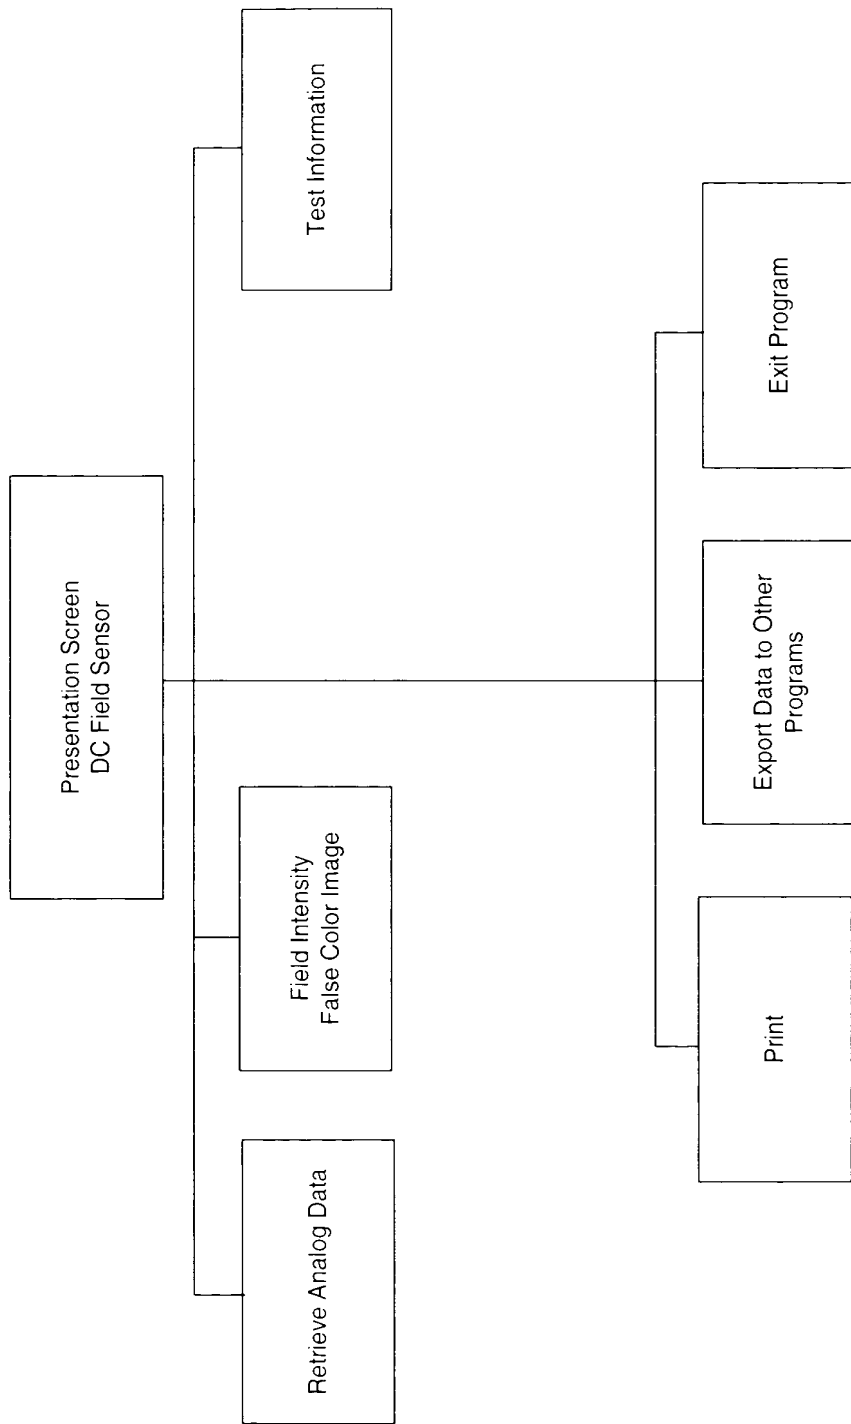 Presentation Screen
DC Field Sensor
Retrieve Analog Data
Field Intensity
False Color Image
Test Information
Print
Export Data to Other
Programs
Exit Program